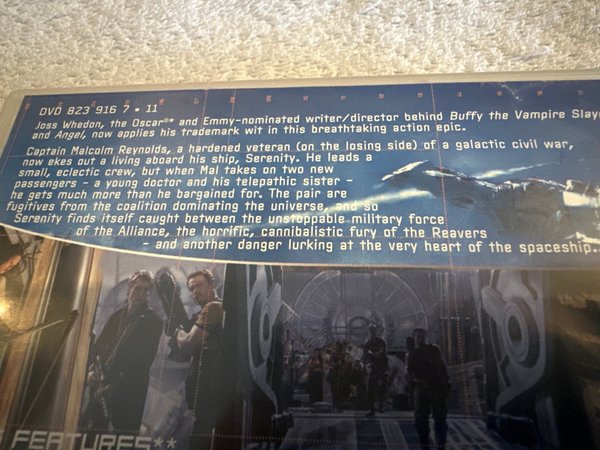 DVD 823 916 7 • 11
Joss Whedon, the Oscar®* and Emmy-nominated writer/director behind Buffy the Vampire Slay
and Angel, now applies his trademark wit in this breathtaking action epic.
Captain Malcolm Reynolds, a hardened veteran (on the losing side) of a galactic civil war,
now ekes out a living aboard his ship, Serenity. He leads a
small, eclectic crew, but when Mal takes on two new
passengers - a young doctor and his telepathic sister -
he gets much more than he bargained for. The pair are
fugitives from the coalition dominating the universe, and so
Serenity finds itself caught between the unstoppable military force
of the Alliance, the horrific, cannibalistic fury of the Reavers
- and another danger lurking at the very heart of the spaceship..
FEATURES**